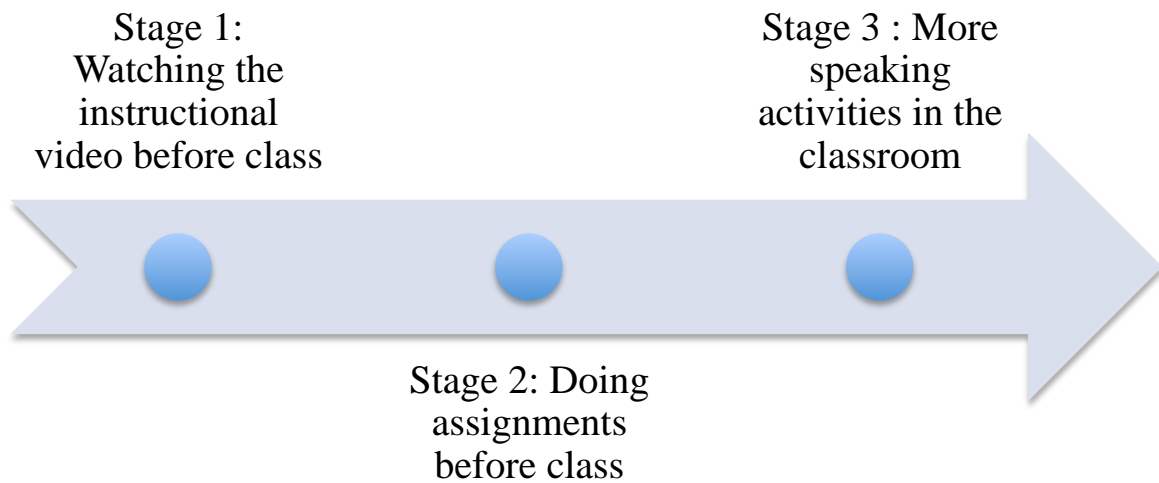 Stage 1:
Watching the
instructional
video before class
Stage 2: Doing
assignments
before class
Stage 3 : More
speaking
activities in the
classroom